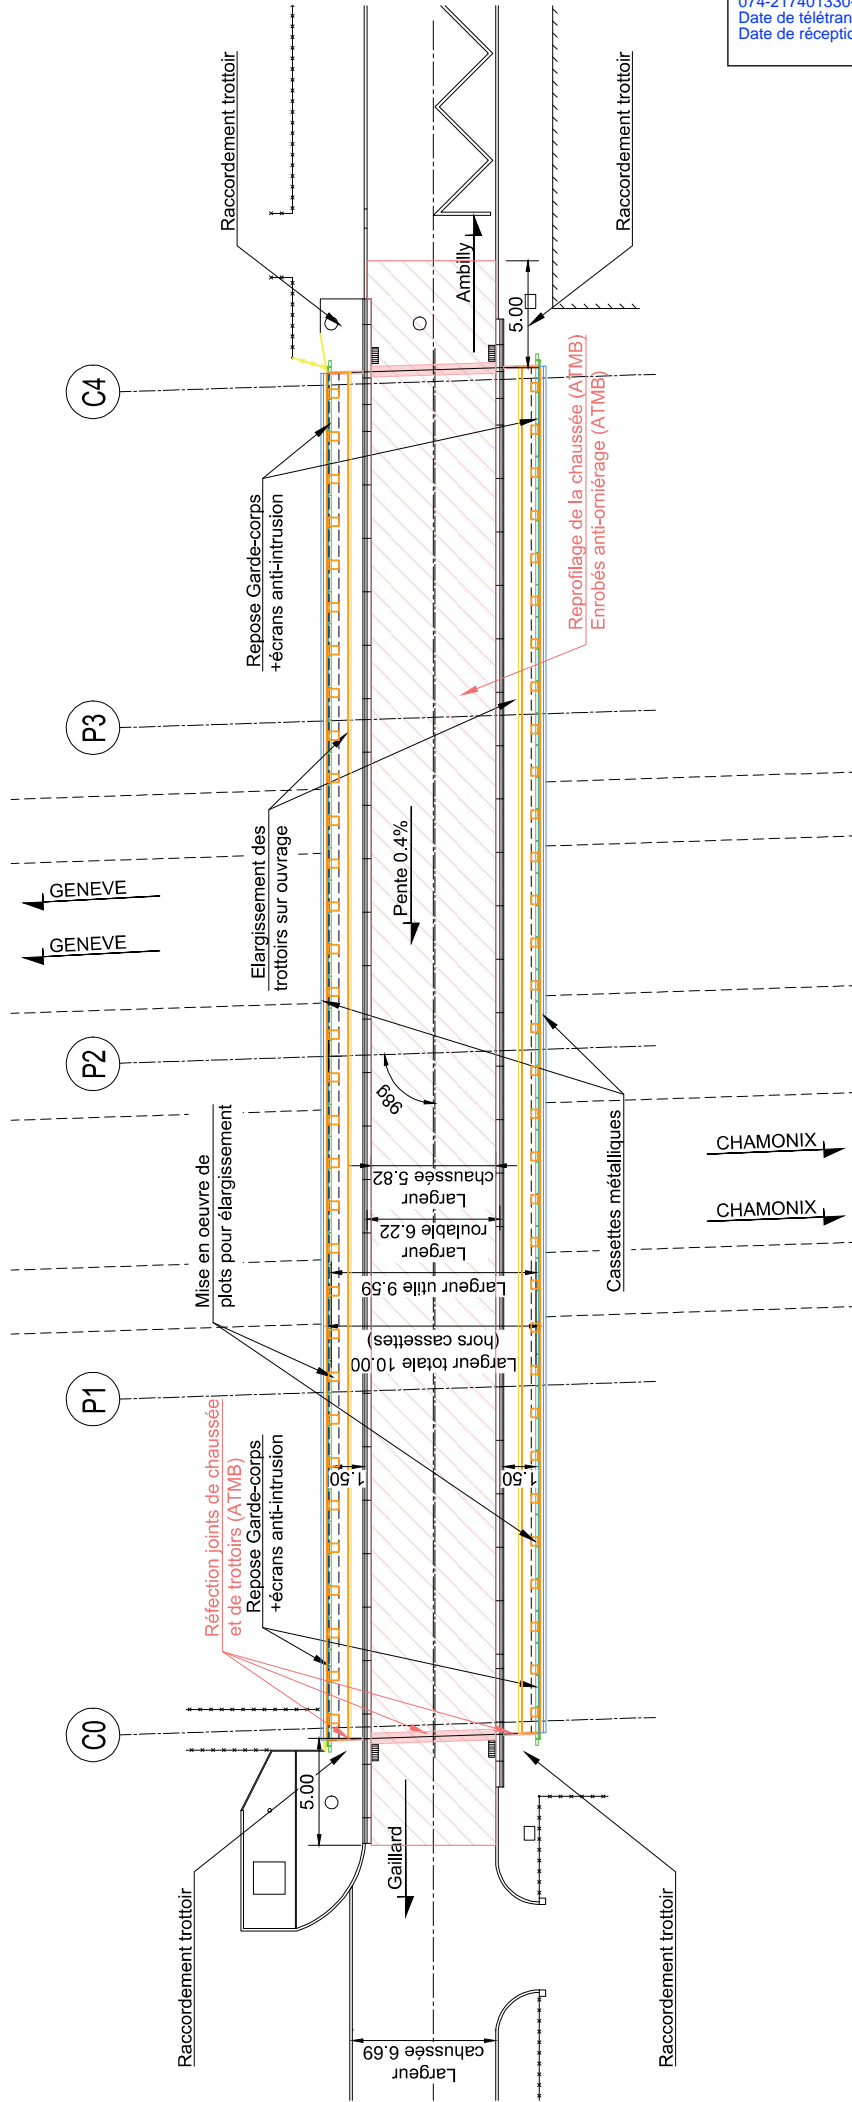 074-217401330-
Date de télétran
Date de réceptio
Raccordement trottoir
Raccordement trottoir
Ambilly
5.00
C4
Repose Garde-corps
+écrans anti-intrusion
Reprofilage de la chaussée (ATMB)
Enrobés anti-orniérage (ATMB)
P3
Elargissement des
trottoirs sur ouvrage
Pente 0.4%
GENEVE
GENEVE
P2
98g
Mise en oeuvre de
plots pour élargissement
Largeur
chaussée 5.82
Largeur
roulable 6.22
Largeur utile 9.59
Largeur totale 10.00
(hors cassettes)
Cassettes métalliques
CHAMONIX
CHAMONIX
P1
1.50
1.50
Réfection joints de chaussée
et de trottoirs (ATMB)
Repose Garde-corps
+écrans anti-intrusion
C0
5.00
Gaillard
Raccordement trottoir
Raccordement trottoir
Largeur
cahussée 6.69